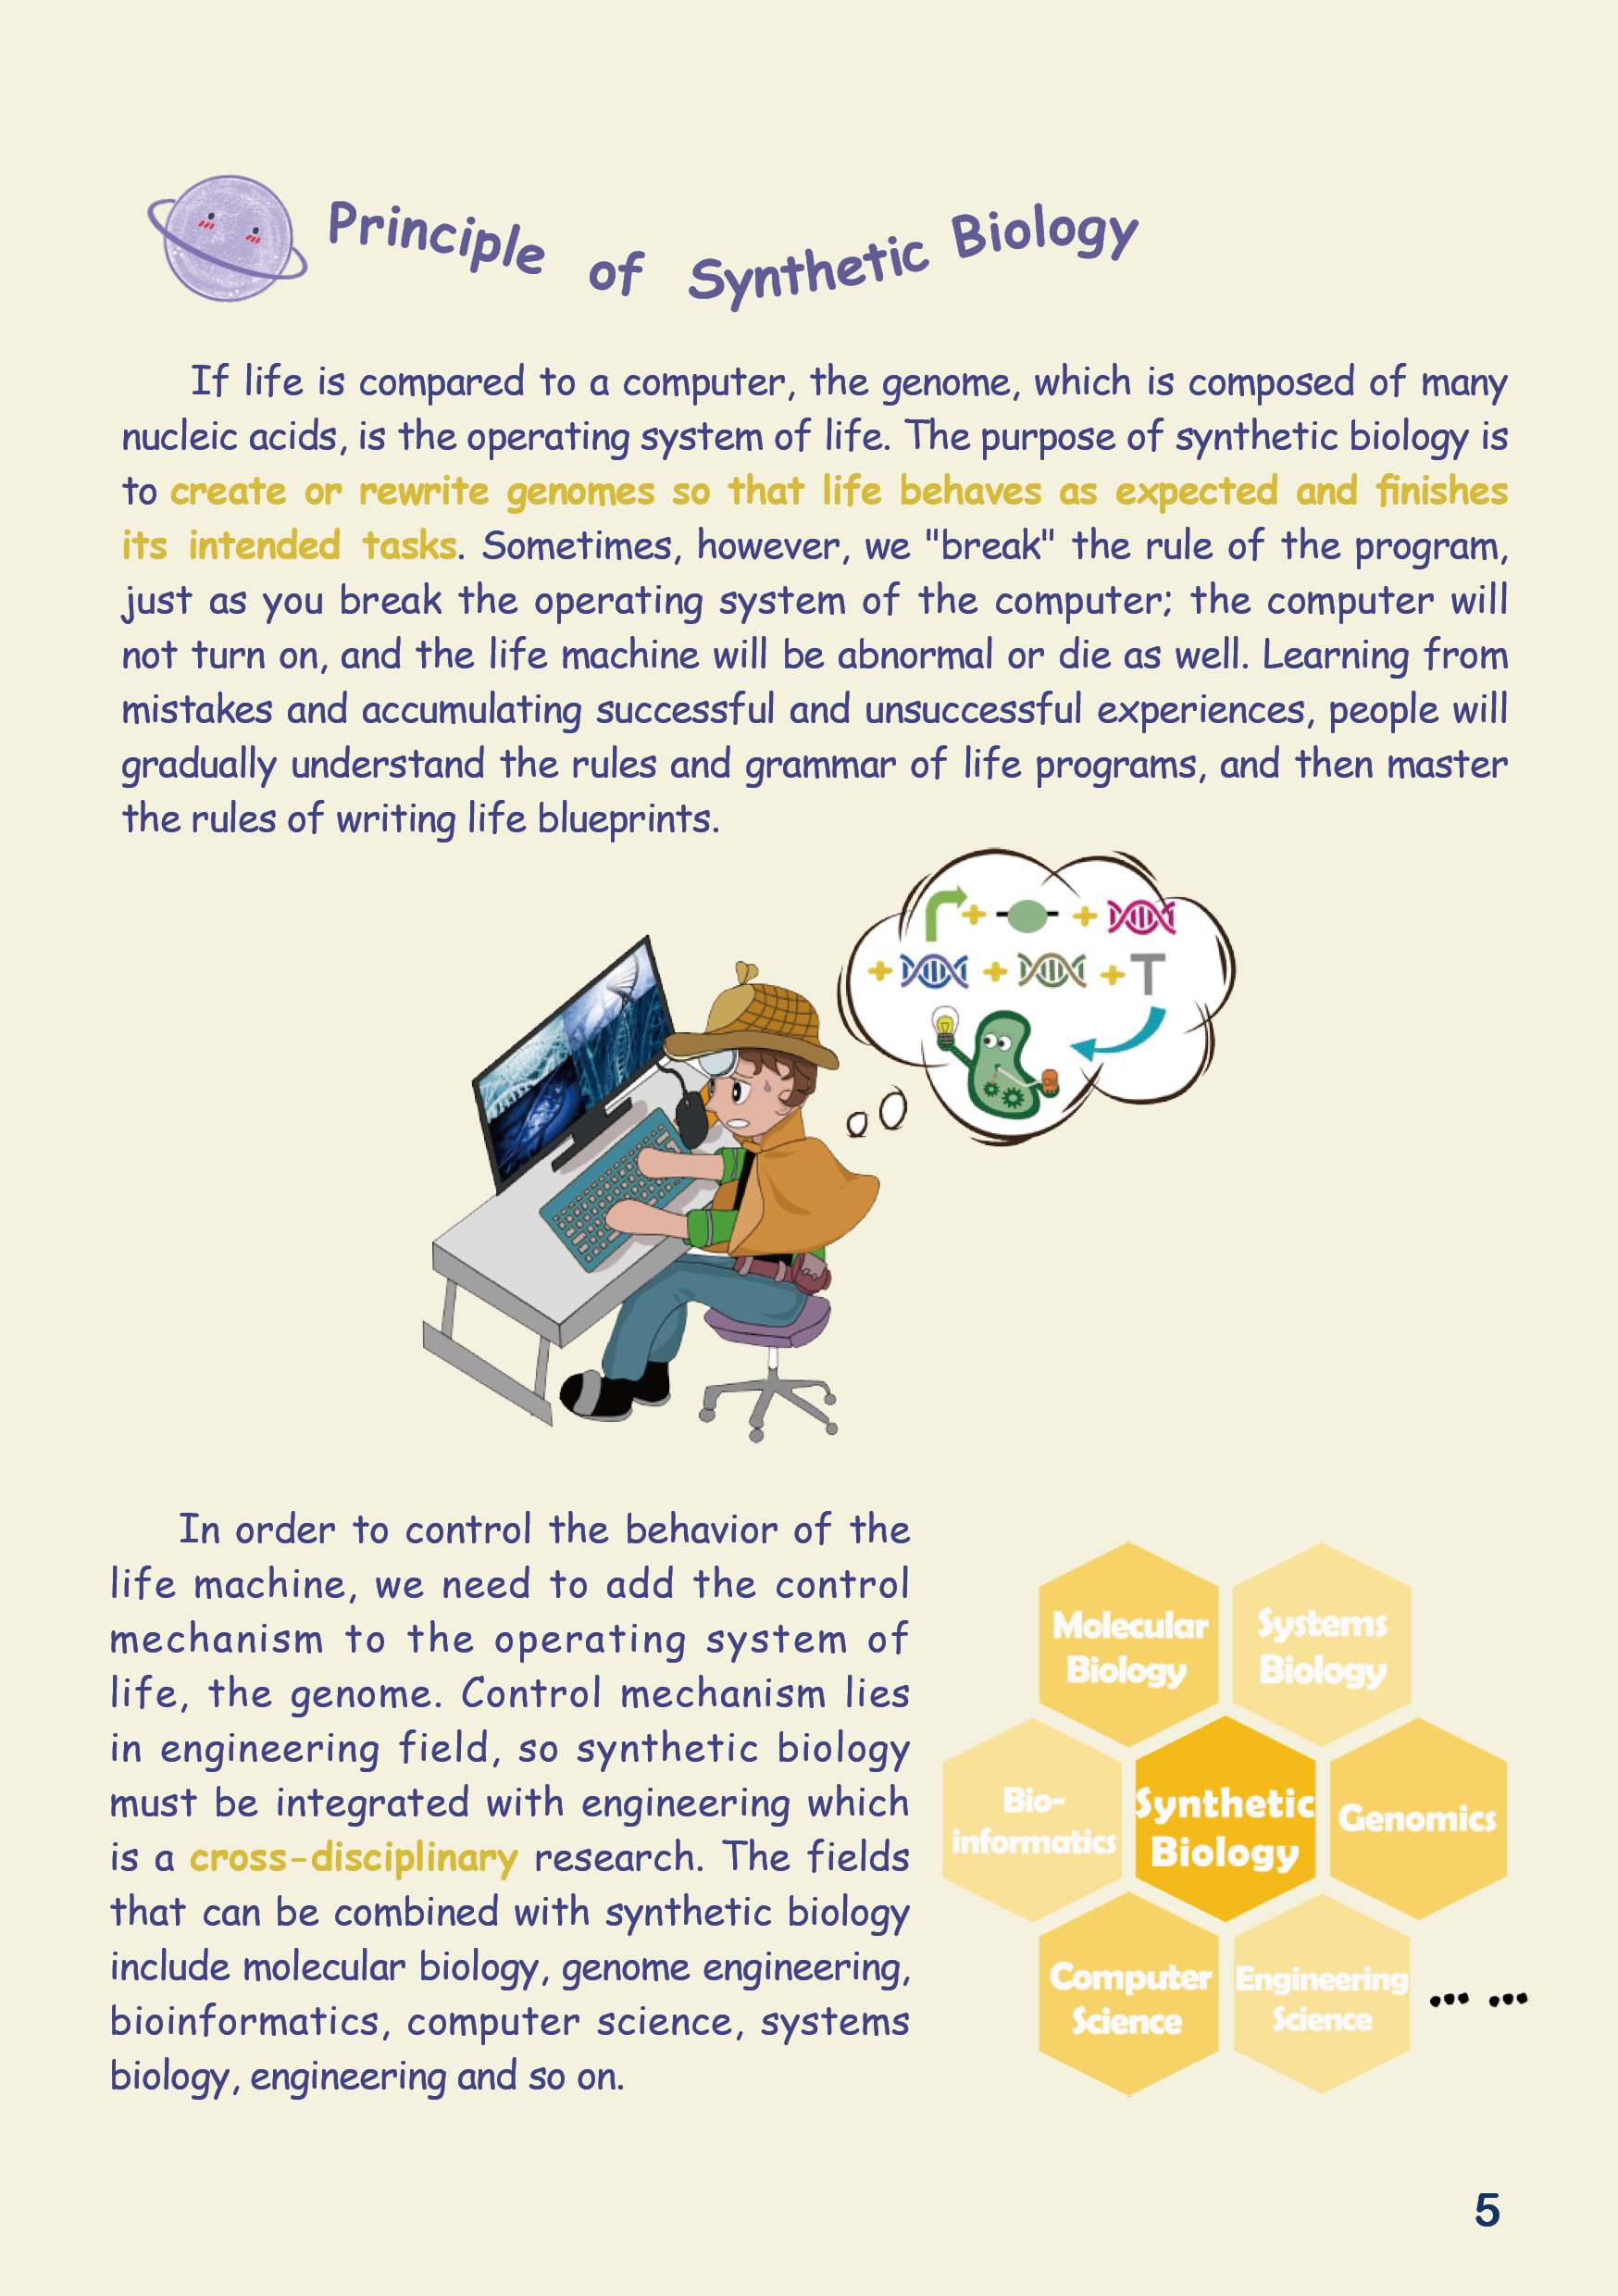 Principle of Synthetic Biology
If life is compared to a computer, the genome, which is composed of many
nucleic acids, is the operating system of life. The purpose of synthetic biology is
to create or rewrite genomes so that life behaves as expected and finishes
its intended tasks. Sometimes, however, we "break" the rule of the program,
just as you break the operating system of the computer; the computer will
not turn on, and the life machine will be abnormal or die as well. Learning from
mistakes and accumulating successful and unsuccessful experiences, people will
gradually understand the rules and grammar of life programs, and then master
the rules of writing life blueprints.
T
In order to control the behavior of the
life machine, we need to add the control
mechanism to the operating system of
life, the genome. Control mechanism lies
in engineering field, so synthetic biology
must be integrated with engineering which
is a cross-disciplinary research. The fields
that can be combined with synthetic biology
include molecular biology, genome engineering,
bioinformatics, computer science, systems
biology, engineering and so on.
Molecular
Biology
Systems
Biology
Bio-
informatics
Synthetic
Biology
Genomics
Computer
Science
Engineering
Science
... ...
5